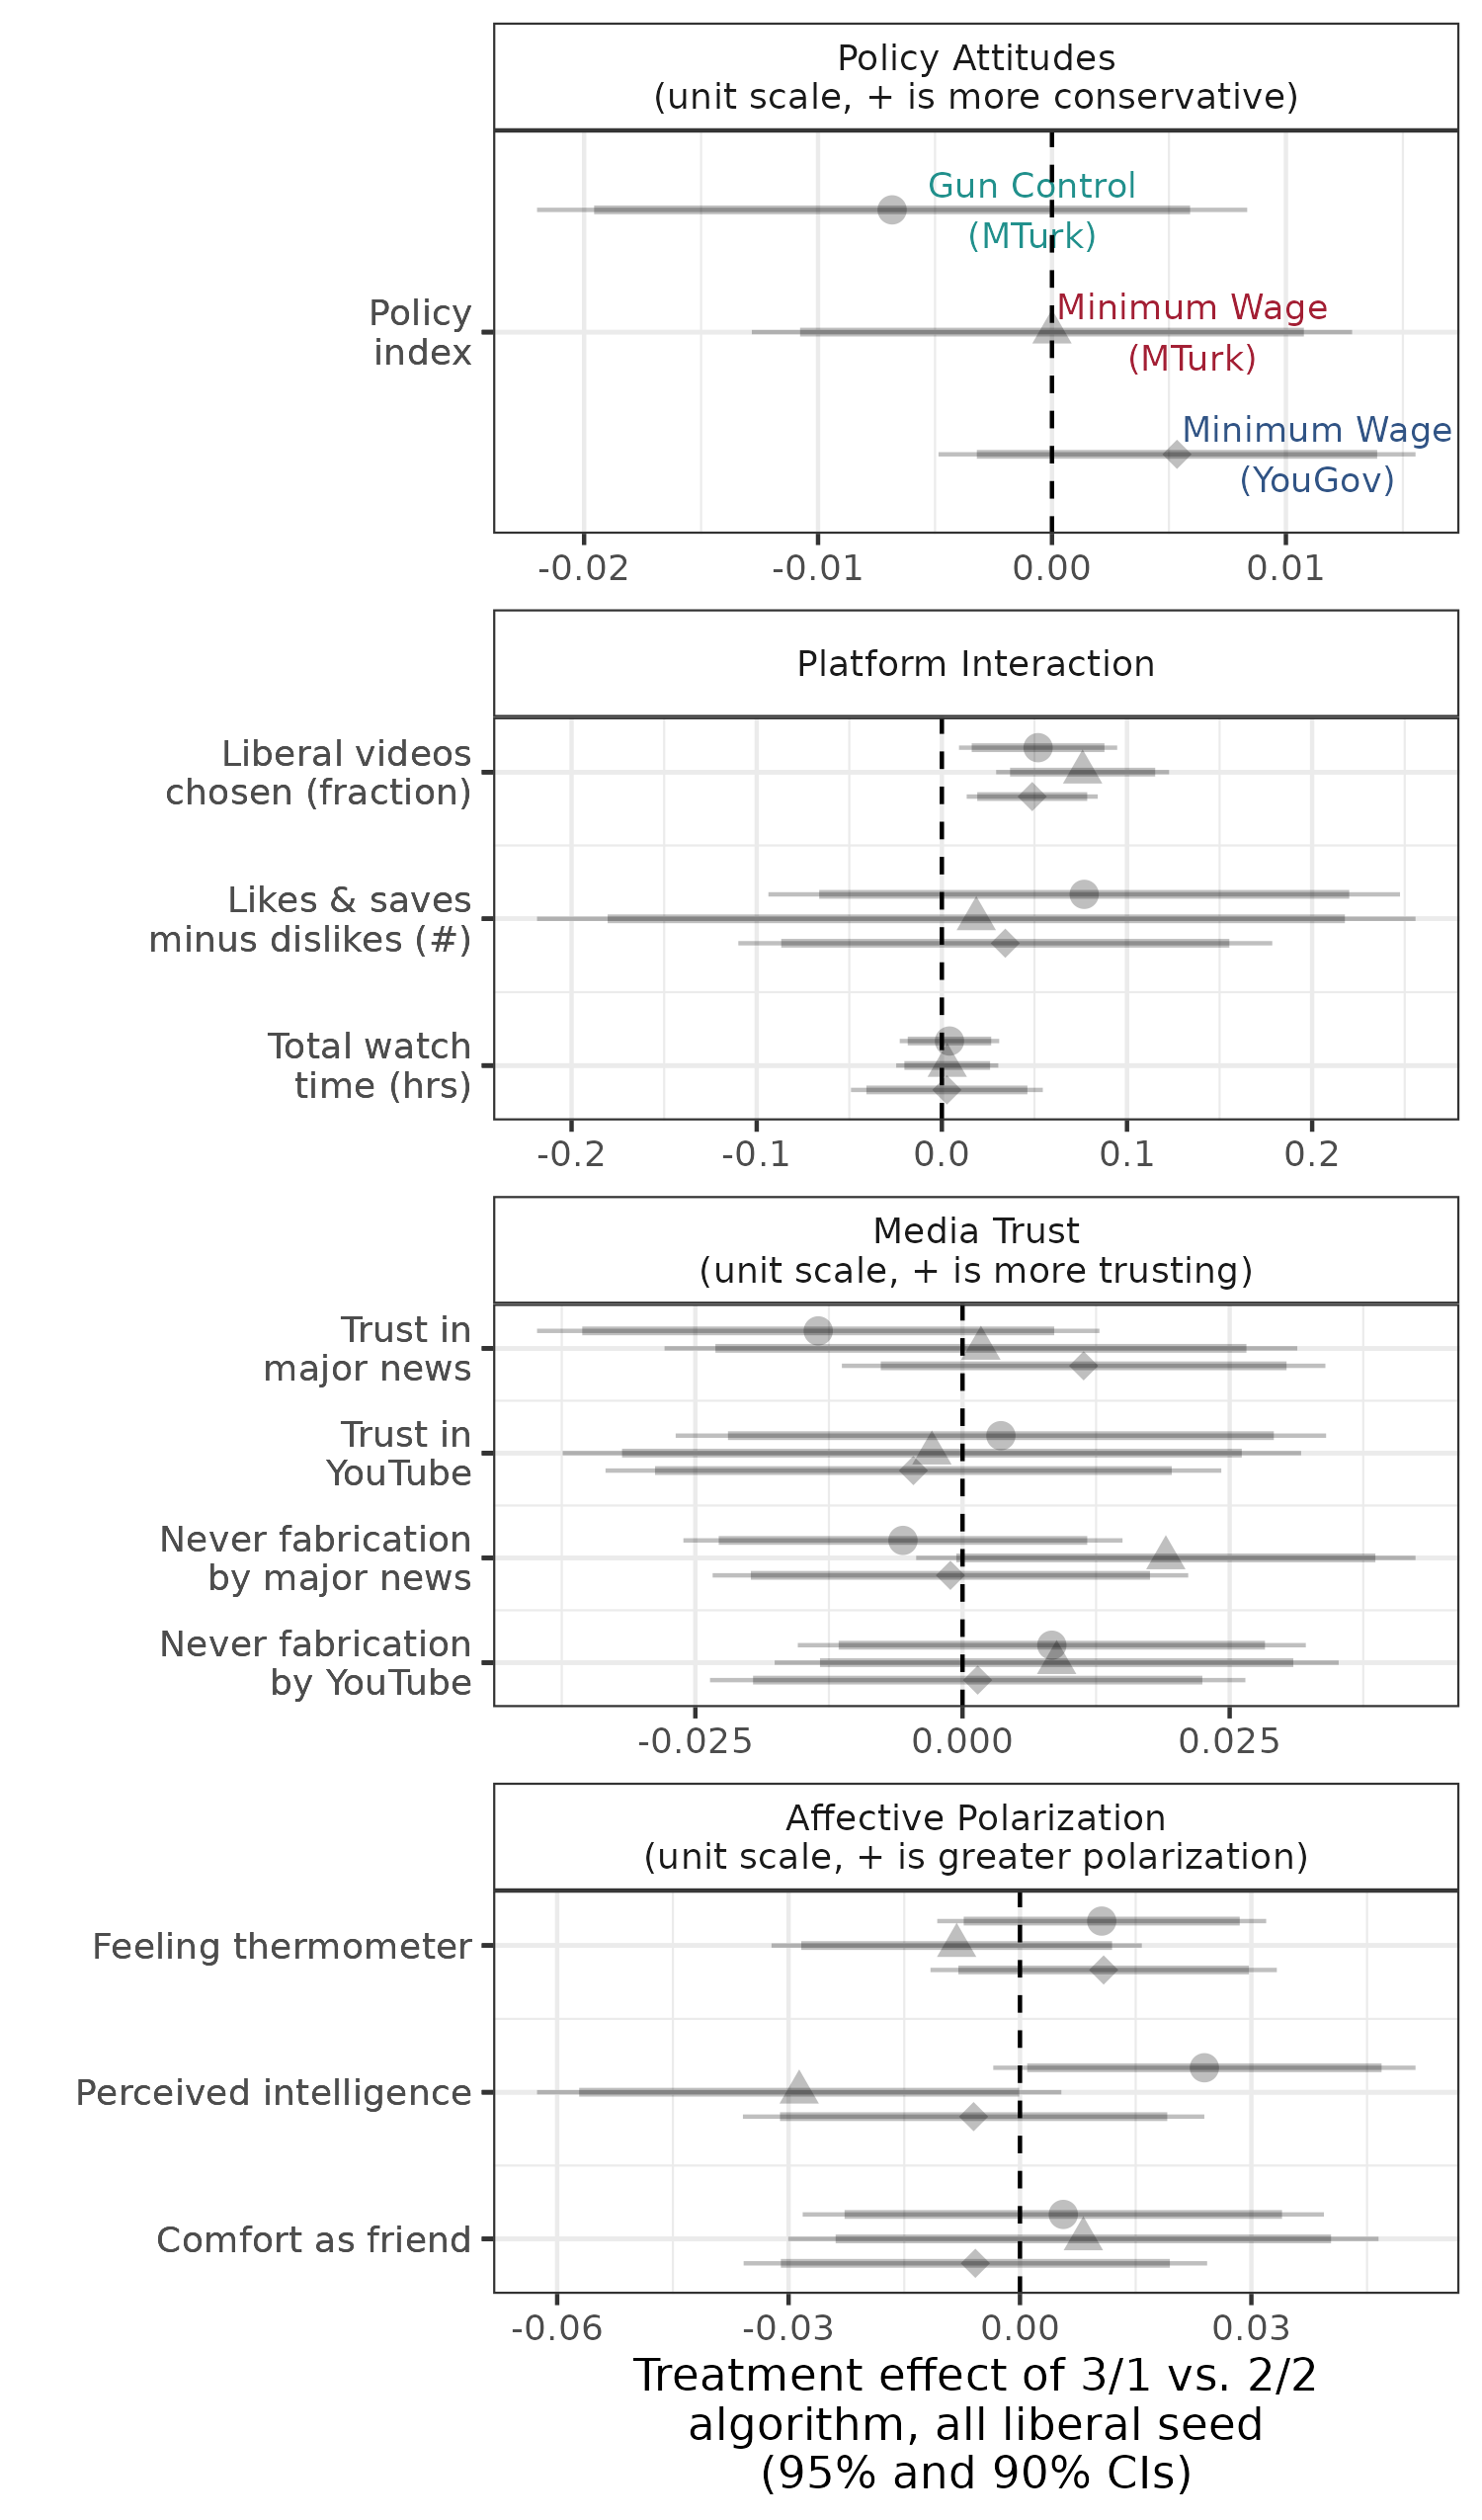 Policy Attitudes
(unit scale, + is more conservative)
Gun Control
(MTurk)
Policy
index
Minimum Wage
(MTurk)
Minimum Wage
(YouGov)
-0.02 -0.01 0.00 0.01
Platform Interaction
Liberal videos
chosen (fraction)
Likes & saves
minus dislikes (#)
Total watch
time (hrs)
-0.2 -0.1 0.0 0.1 0.2
Media Trust
(unit scale, + is more trusting)
Trust in
major news
Trust in
YouTube
Never fabrication
by major news
Never fabrication
by YouTube
-0.025 0.000 0.025
Affective Polarization
(unit scale, + is greater polarization)
Feeling thermometer
Perceived intelligence
Comfort as friend
-0.06 -0.03 0.00 0.03
Treatment effect of 3/1 vs. 2/2
algorithm, all liberal seed
(95% and 90% CIs)